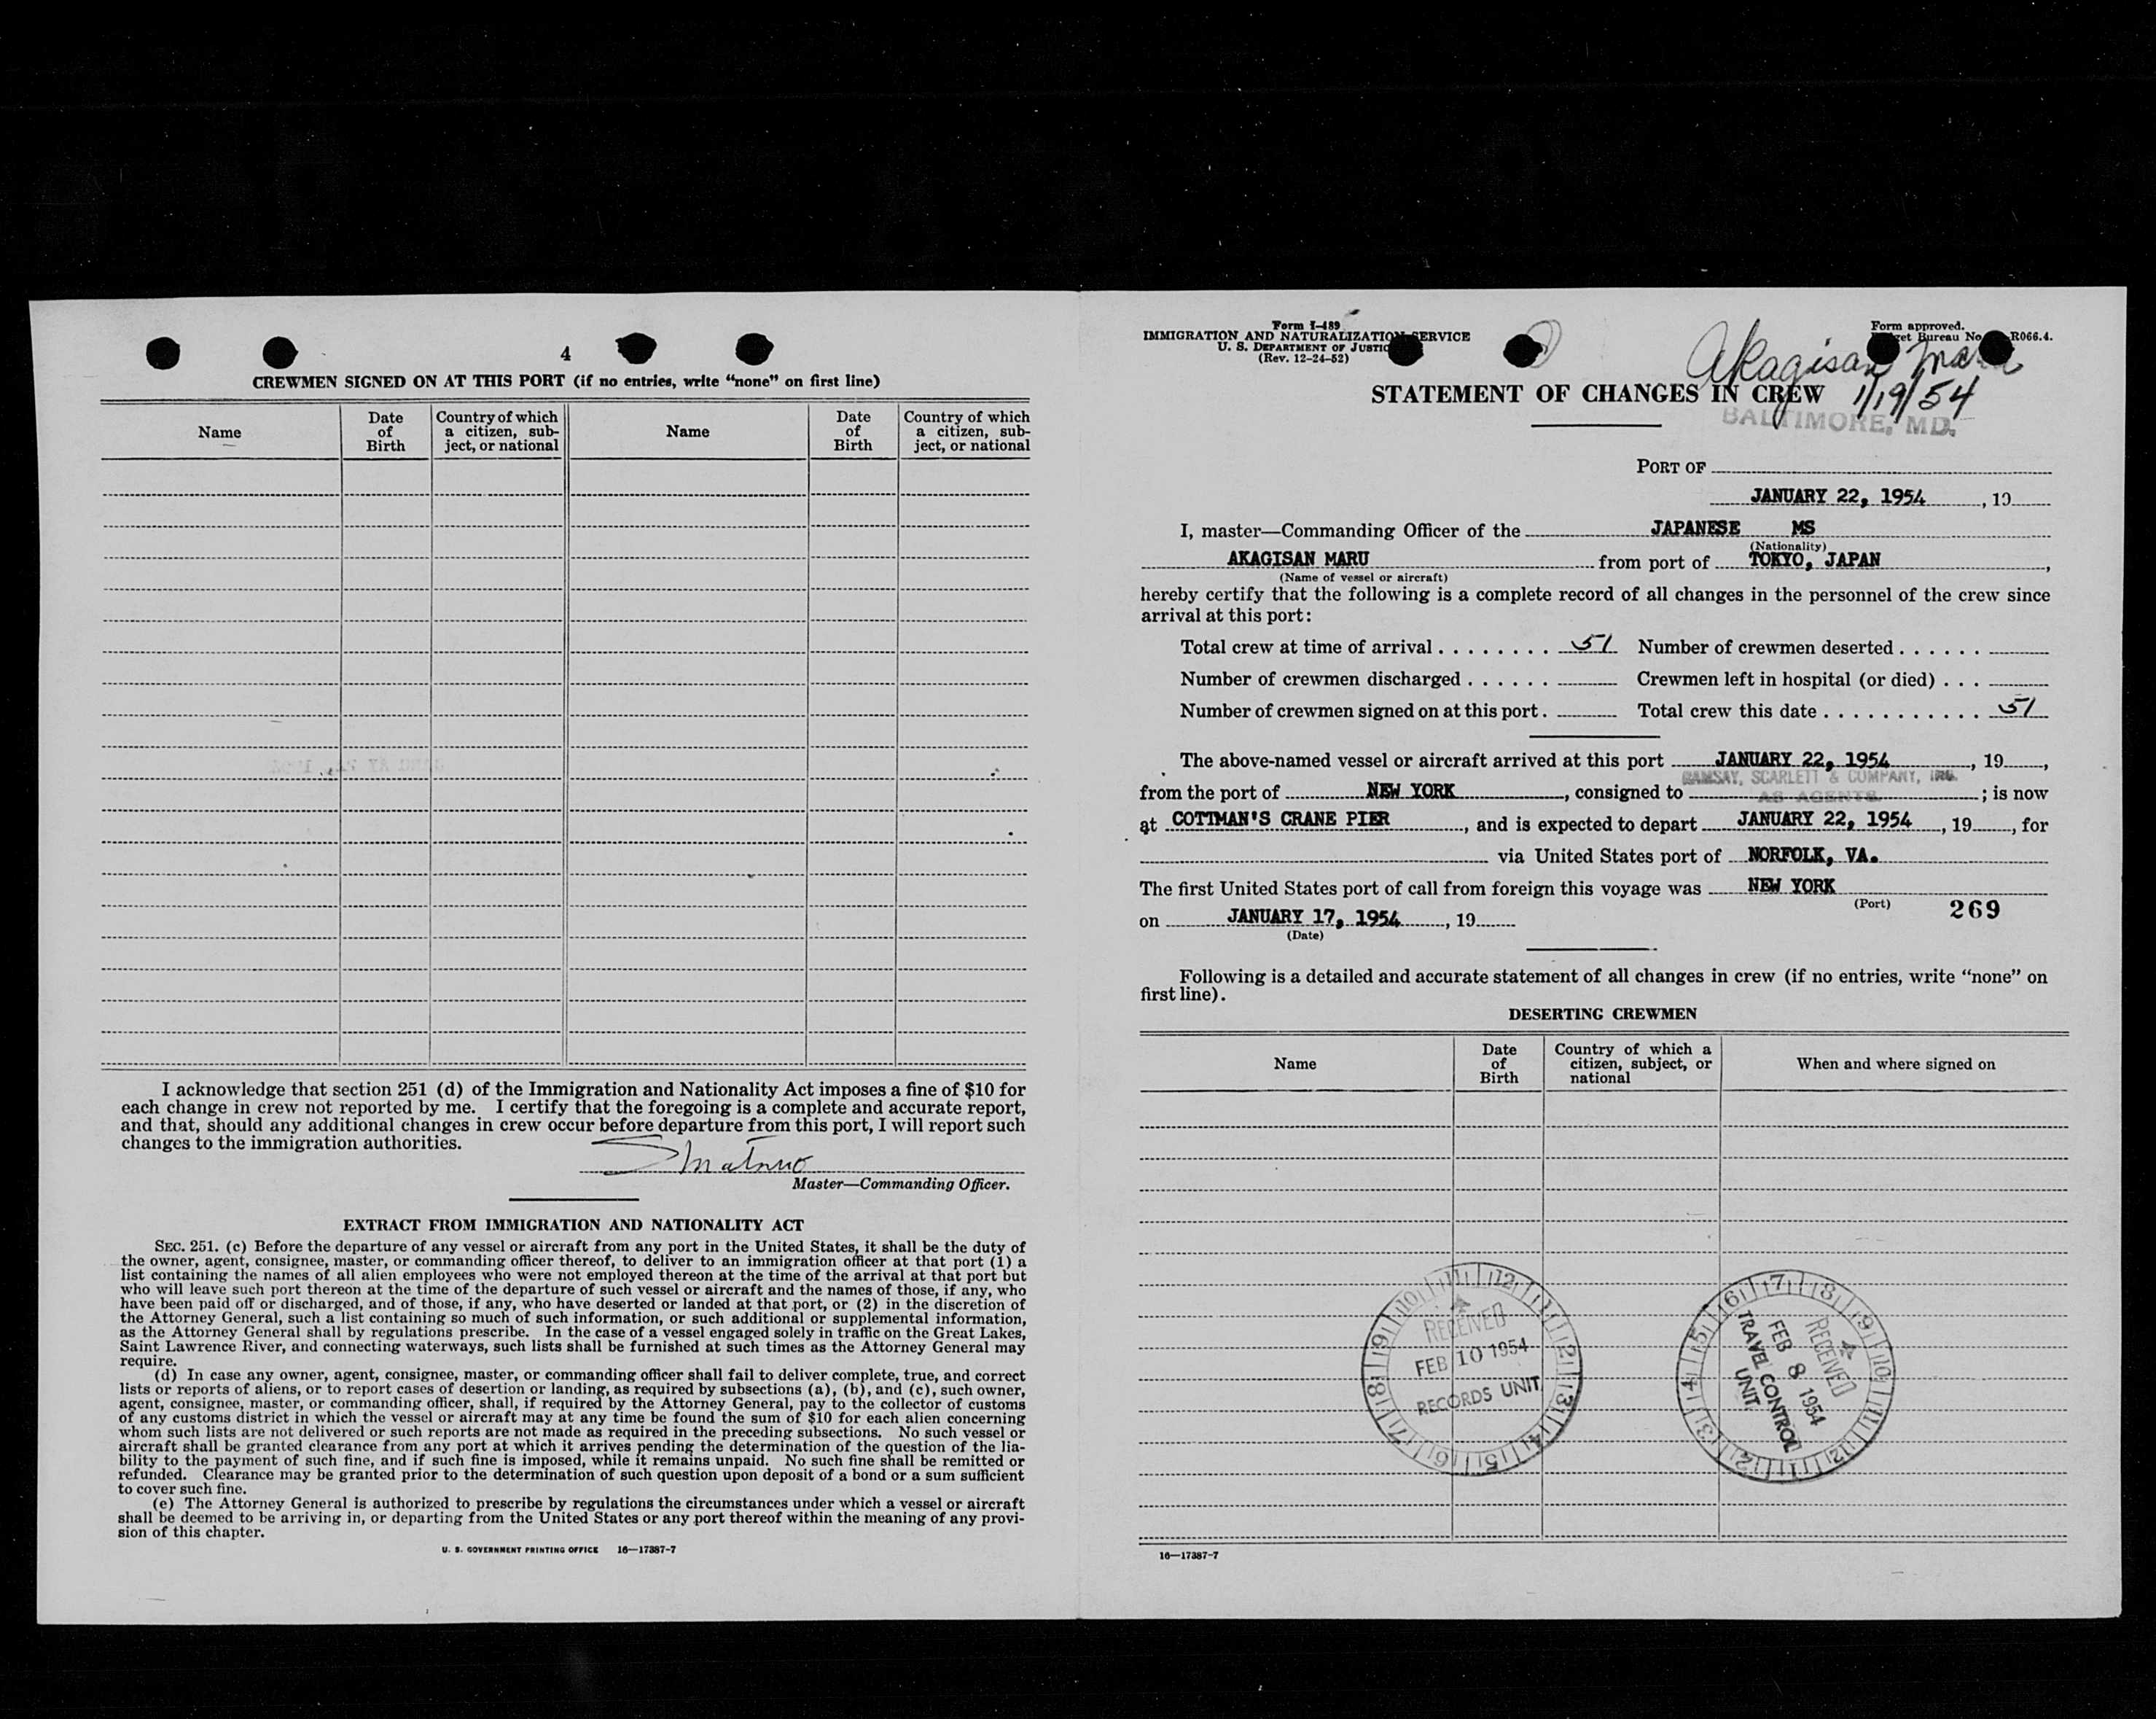 4
CREWMEN SIGNED ON AT THIS PORT (if no entries, write “none” on first line)
Name
Date of Birth
Country of which a citizen, sub-ject, or national
Name
Date of Birth
Country of which a citizen, sub-ject, or national
I acknowledge that section 251 (d) of the Immigration and Nationality Act imposes a fine of $10 for
each change in crew not reported by me. I certify that the foregoing is a complete and accurate report,
and that, should any additional changes in crew occur before departure from this port, I will report such
changes to the immigration authorities.
Master—Commanding Officer.
EXTRACT FROM IMMIGRATION AND NATIONALITY ACT
SEC. 251. (c) Before the departure of any vessel or aircraft from any port in the United States, it shall be the duty of
the owner, agent, consignee, master, or commanding officer thereof, to deliver to an immigration officer at that port (1) a
list containing the names of all alien employees who were not employed thereon at the time of the arrival at that port but
who will leave such port thereon at the time of the departure of such vessel or aircraft and the names of those, if any, who
have been paid off or discharged, and of those, if any, who have deserted or landed at that port, or (2) in the discretion of
the Attorney General, such a list containing so much of such information, or such additional or supplemental information,
as the Attorney General shall by regulations prescribe. In the case of a vessel engaged solely in traffic on the Great Lakes,
Saint Lawrence River, and connecting waterways, such lists shall be furnished at such times as the Attorney General may
require.
(d) In case any owner, agent, consignee, master, or commanding officer shall fail to deliver complete, true, and correct
lists or reports of aliens, or to report cases of desertion or landing, as required by subsections (a), (b), and (c), such owner,
agent, consignee, master, or commanding officer, shall, if required by the Attorney General, pay to the collector of customs
of any customs district in which the vessel or aircraft may at any time be found the sum of $10 for each alien concerning
whom such lists are not delivered or such reports are not made as required in the preceding subsections. No such vessel or
aircraft shall be granted clearance from any port at which it arrives pending the determination of the question of the lia-
bility to the payment of such fine, and if such fine is imposed, while it remains unpaid. No such fine shall be remitted or
refunded. Clearance may be granted prior to the determination of such question upon deposit of a bond or a sum sufficient
to cover such fine.
(e) The Attorney General is authorized to prescribe by regulations the circumstances under which a vessel or aircraft
shall be deemed to be arriving in, or departing from the United States or any port thereof within the meaning of any provi-
sion of this chapter.
U. S. GOVERNMENT PRINTING OFFICE 16—17387-7
Form I-489
IMMIGRATION AND NATURALIZATION SERVICE
U. S. DEPARTMENT OF JUSTIC
(Rev. 12-24-52)
Form approved.
et Bureau No. R066.4.
Akagisan Maru
1/19/54
STATEMENT OF CHANGES IN CREW
BALTIMORE, MD.
PORT OF
JANUARY 22, 1954, 19
I, master—Commanding Officer of the JAPANESE MS
(Nationality)
AKAGISAN MARU from port of TOKYO, JAPAN,
(Name of vessel or aircraft)
hereby certify that the following is a complete record of all changes in the personnel of the crew since
arrival at this port:
Total crew at time of arrival 51 Number of crewmen deserted
Number of crewmen discharged Crewmen left in hospital (or died)
Number of crewmen signed on at this port. Total crew this date 51
The above-named vessel or aircraft arrived at this port JANUARY 22, 1954, 19,
RAMSAY, SCARLETT & COMPANY, INC.
from the port of NEW YORK, consigned to AS AGENTS; is now
at COTTMAN'S CRANE PIER, and is expected to depart JANUARY 22, 1954, 19, for
via United States port of NORFOLK, VA.
The first United States port of call from foreign this voyage was NEW YORK
(Port)
269
on JANUARY 17, 1954, 19
(Date)
Following is a detailed and accurate statement of all changes in crew (if no entries, write “none” on
first line).
DESERTING CREWMEN
Name
Date of Birth
Country of which a citizen, subject, or national
When and where signed on
RECEIVED
FEB 10 1954
RECORDS UNIT
RECEIVED
FEB 8 1954
TRAVEL CONTROL
UNIT
16—17387-7